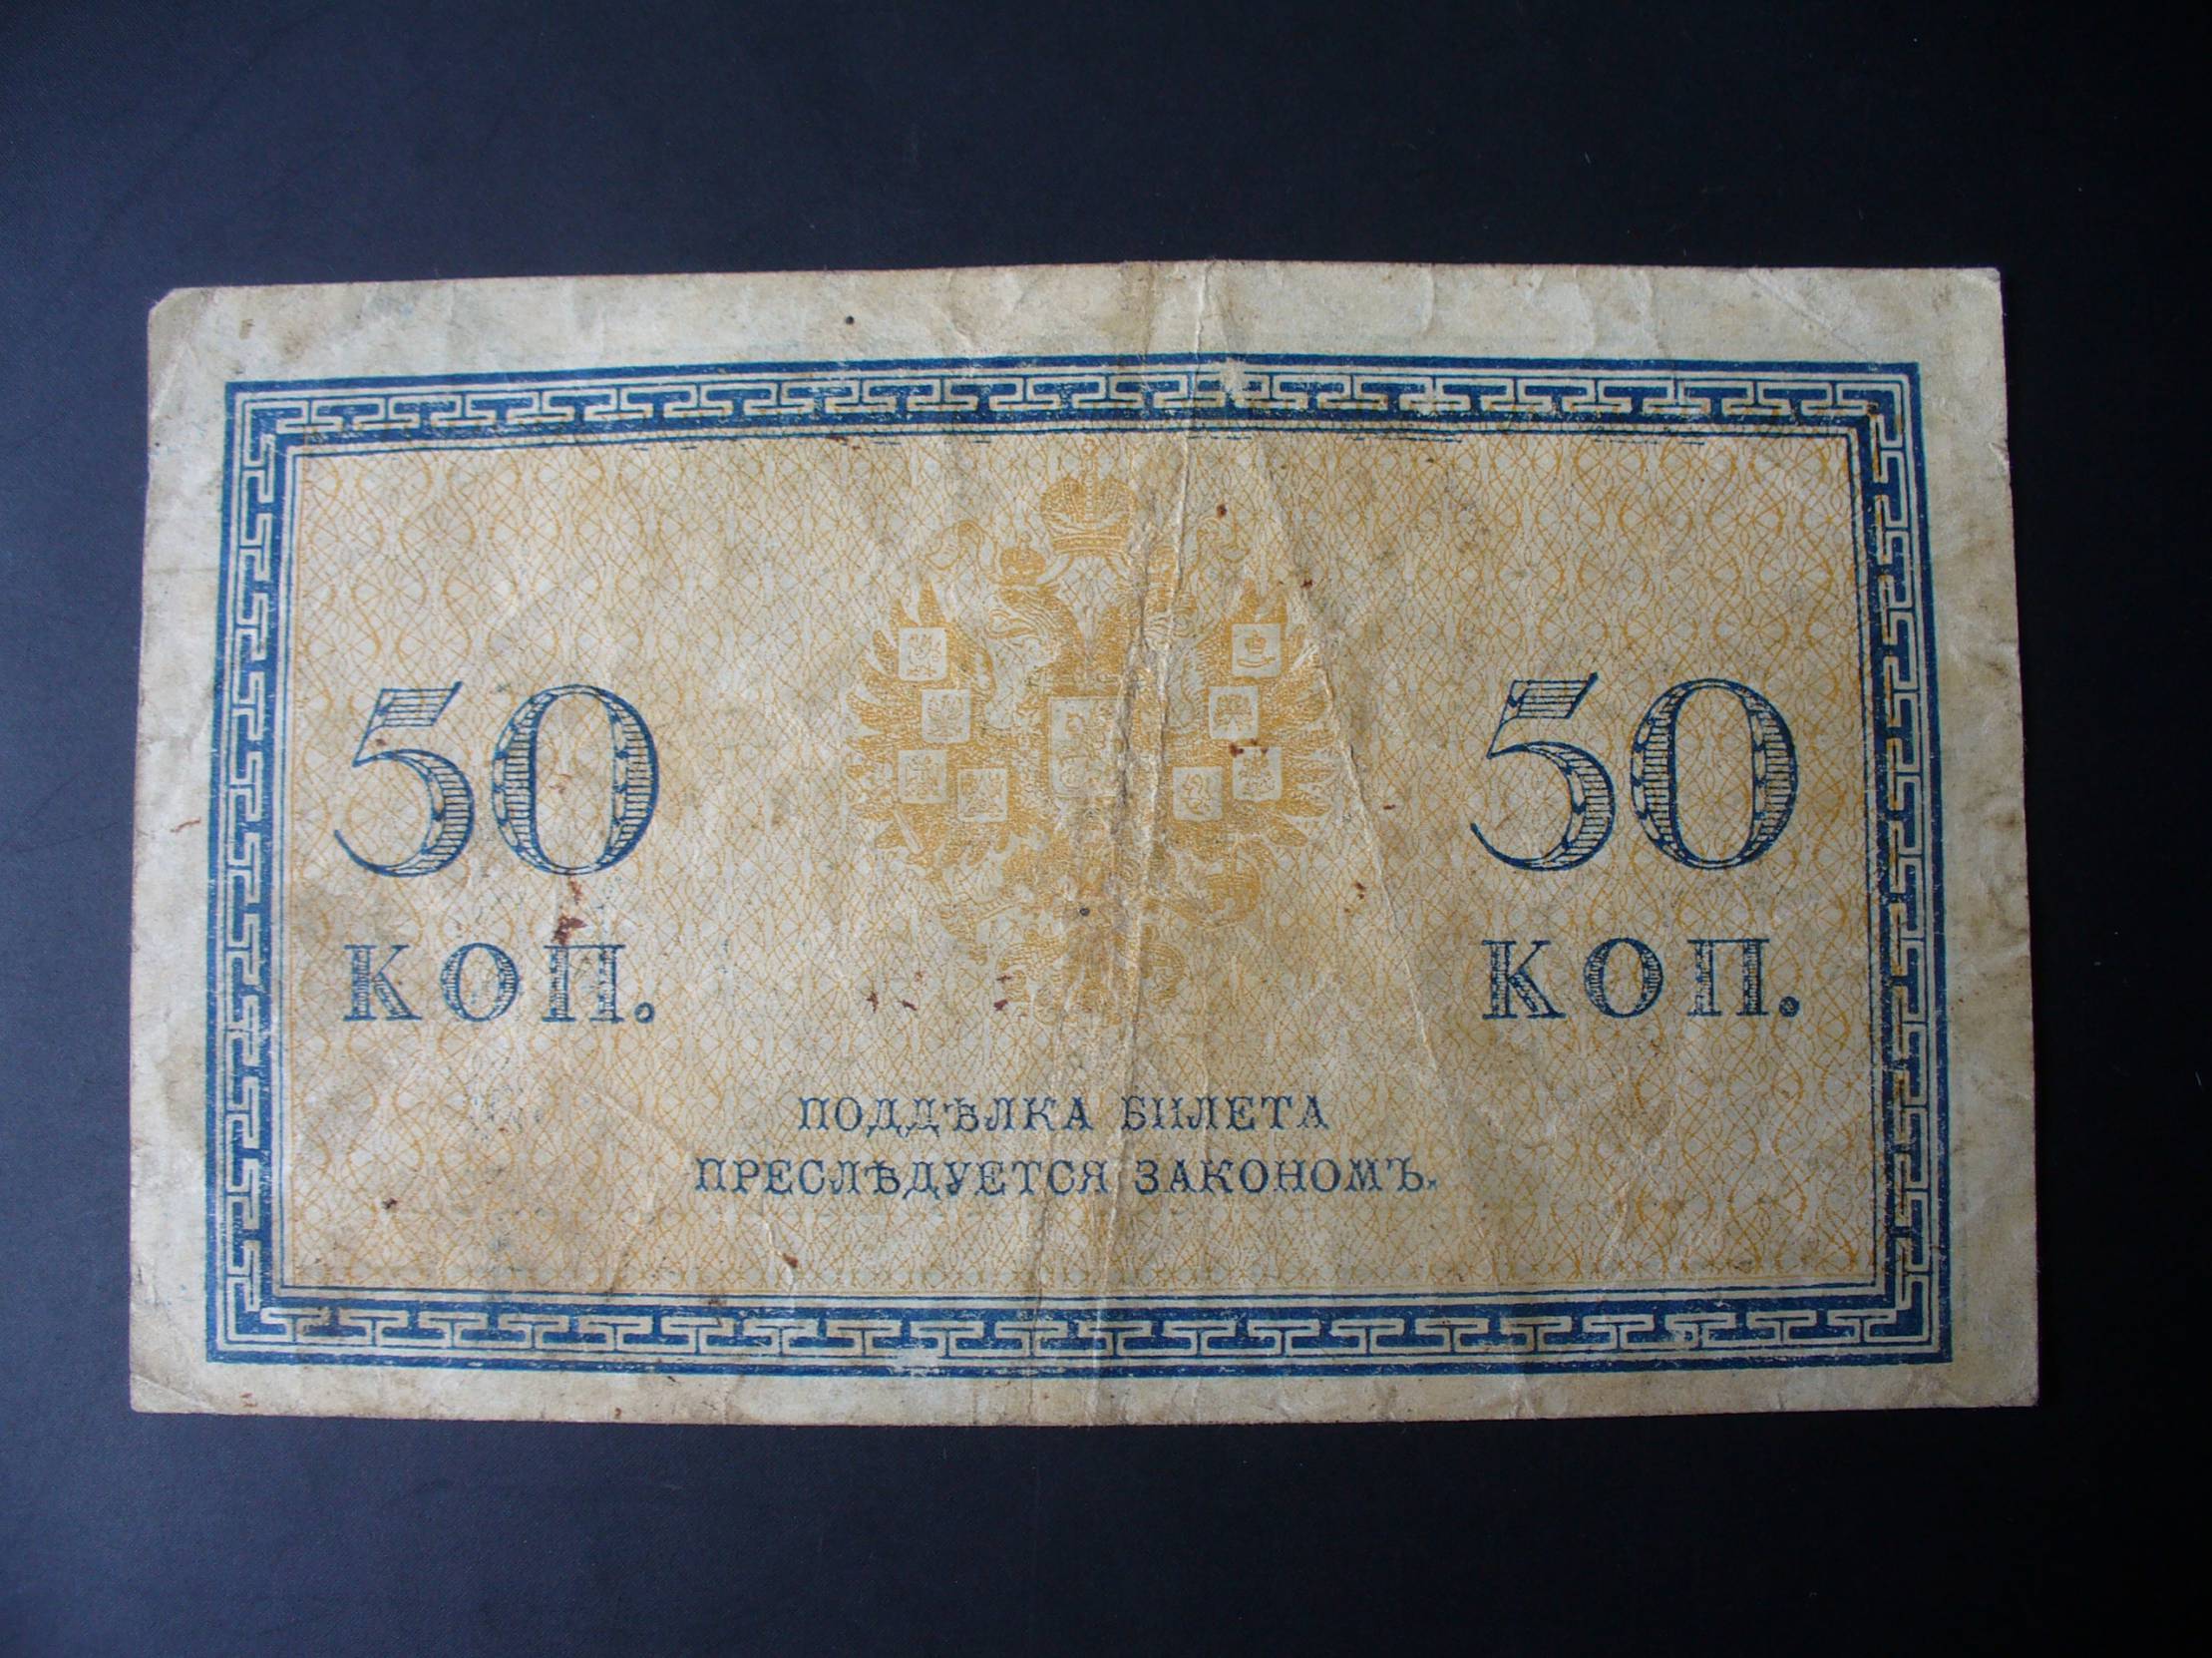 50 50
КОП. КОП.
ПОДДѢЛКА БИЛЕТА
ПРЕСЛѢДУЕТСЯ ЗАКОНОМЪ.